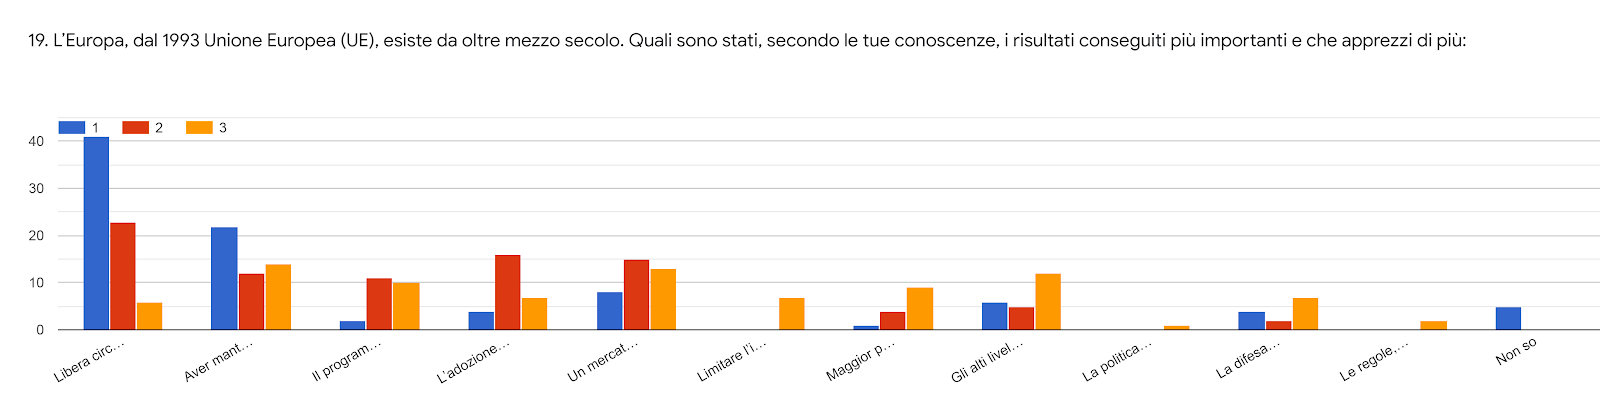 19. L'Europa, dal 1993 Unione Europea (UE), esiste da oltre mezzo secolo. Quali sono stati, secondo le tue conoscenze, i risultati conseguiti più importanti e che apprezzi di più:
1 2 3
40
30
20
10
0
Libera circ… Aver mant… Il program… L'adozione… Un mercat… Limitare l'i… Maggior p… Gli alti livel… La politica… La difesa… Le regole,… Non so